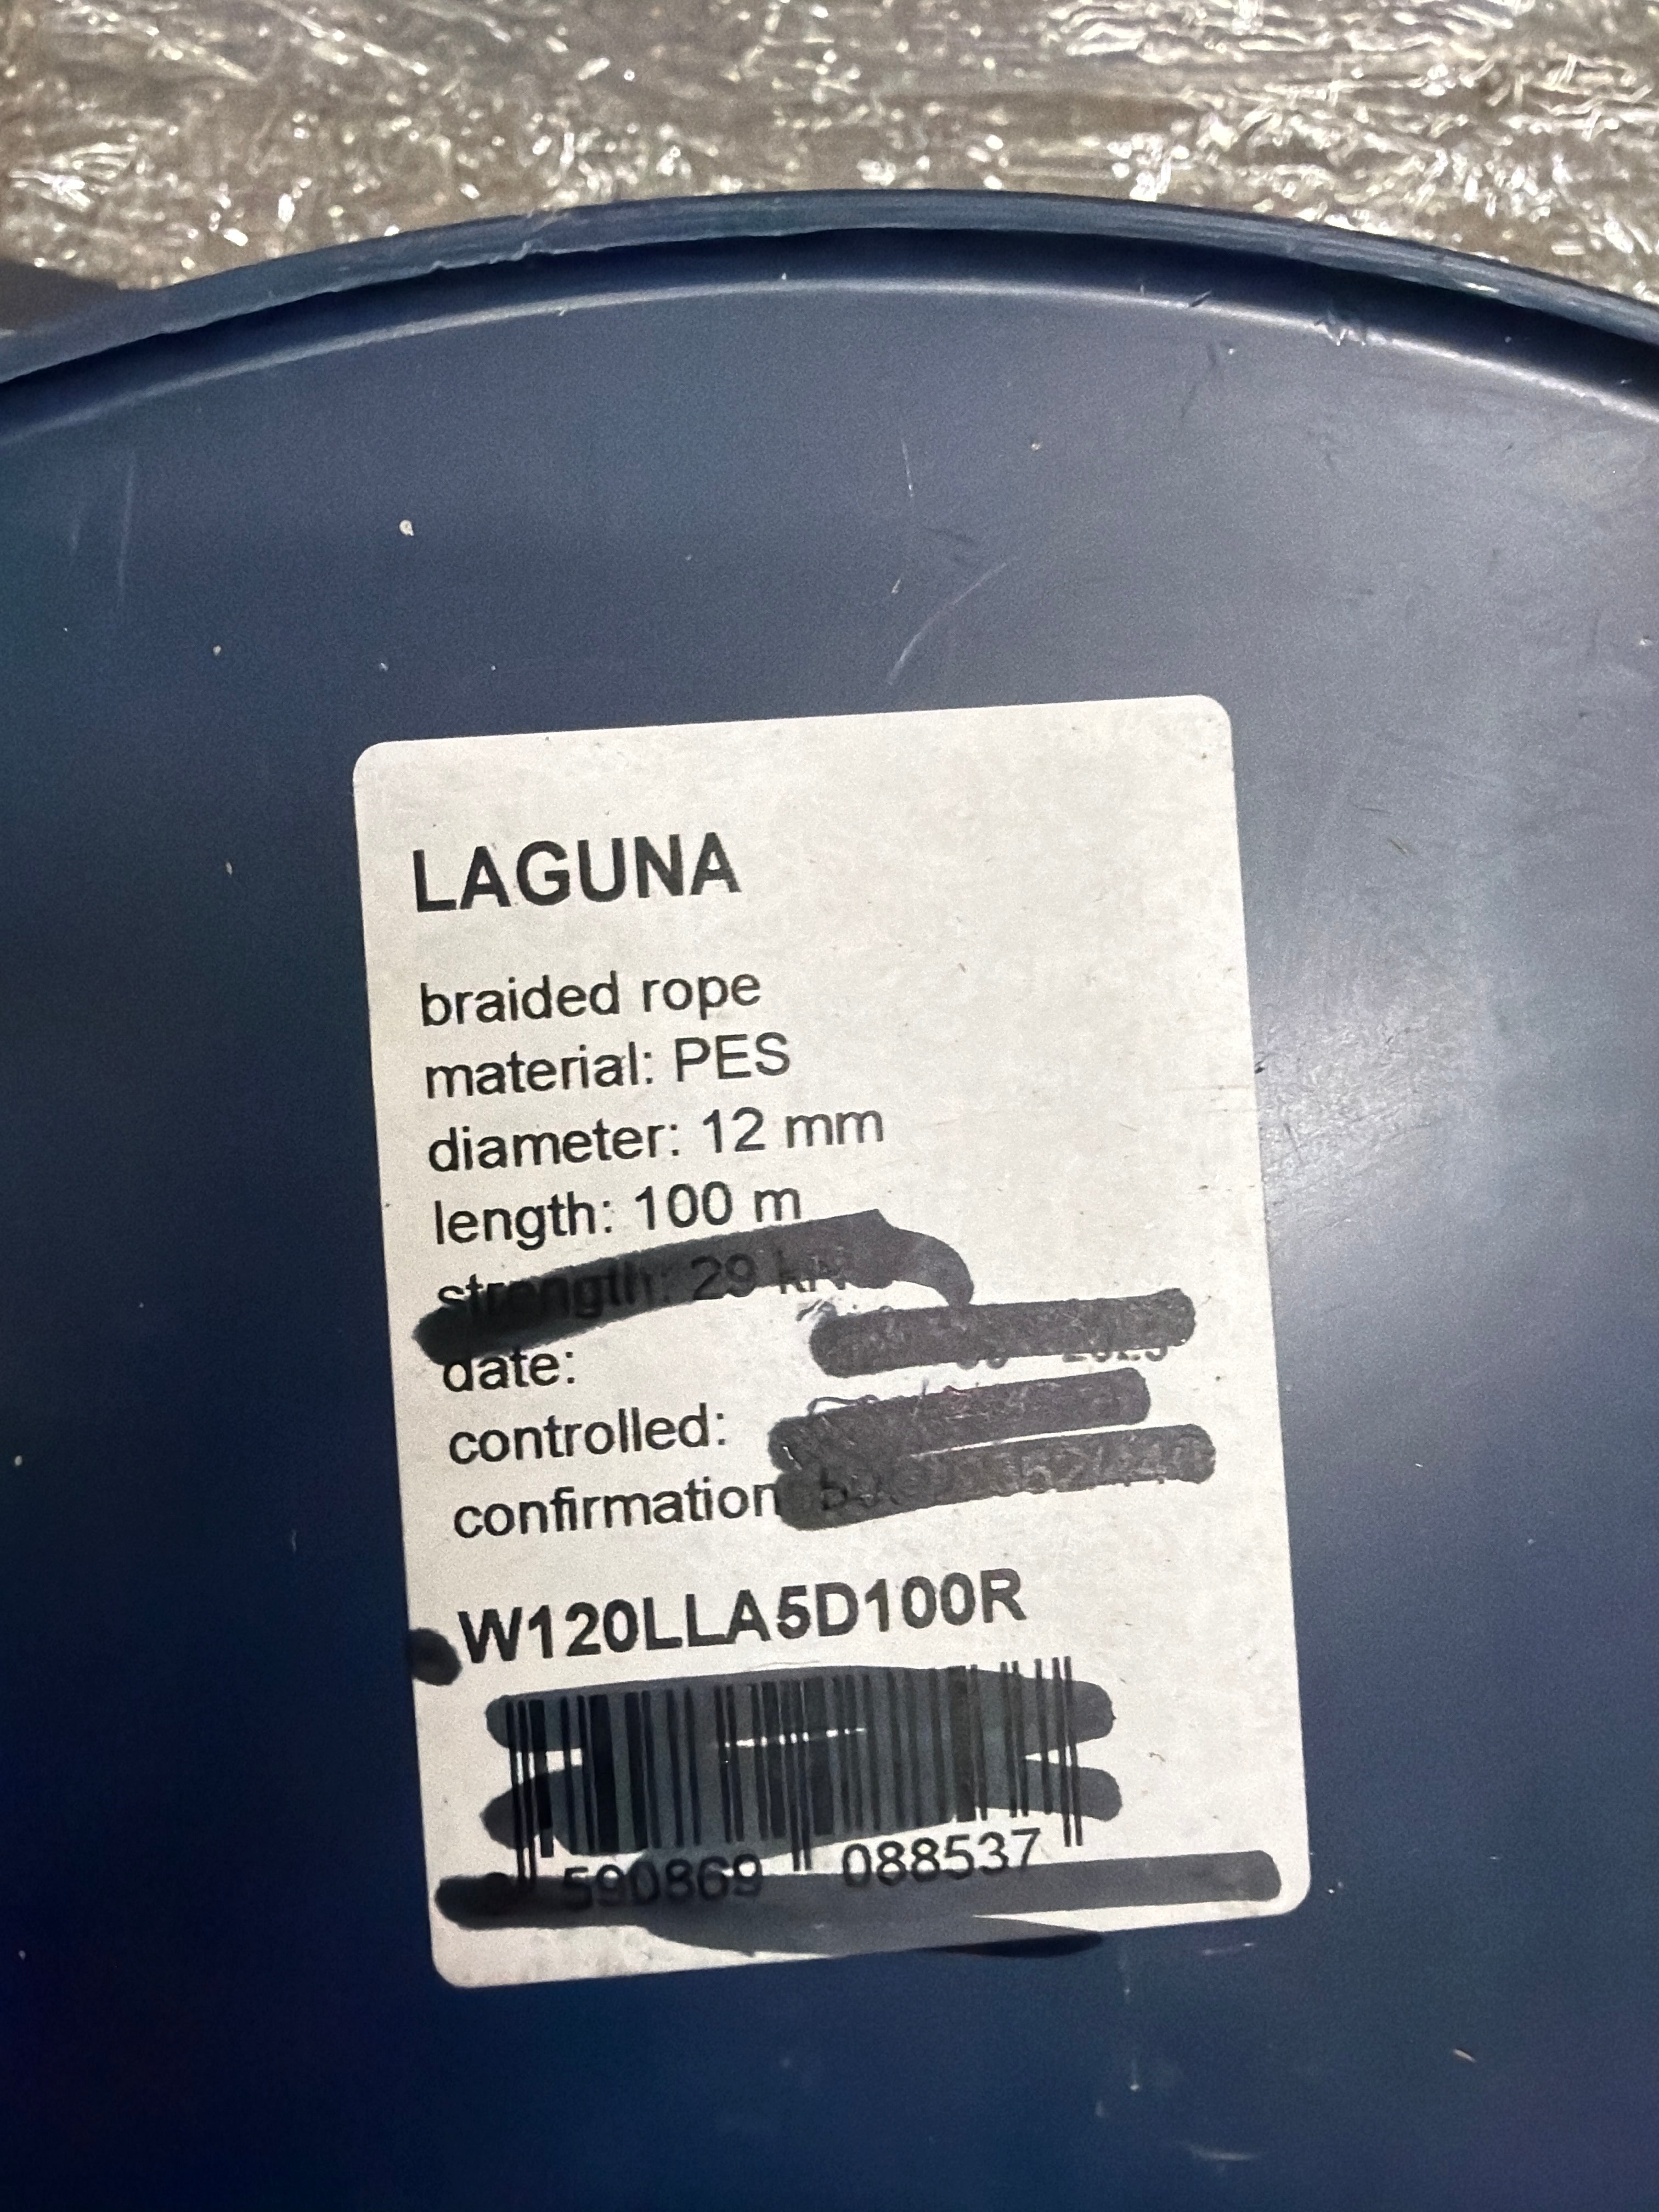 LAGUNA
braided rope
material: PES
diameter: 12 mm
length: 100 m
strength: 29 kN
date:
controlled:
confirmation
W120LLA5D100R
590869 088537